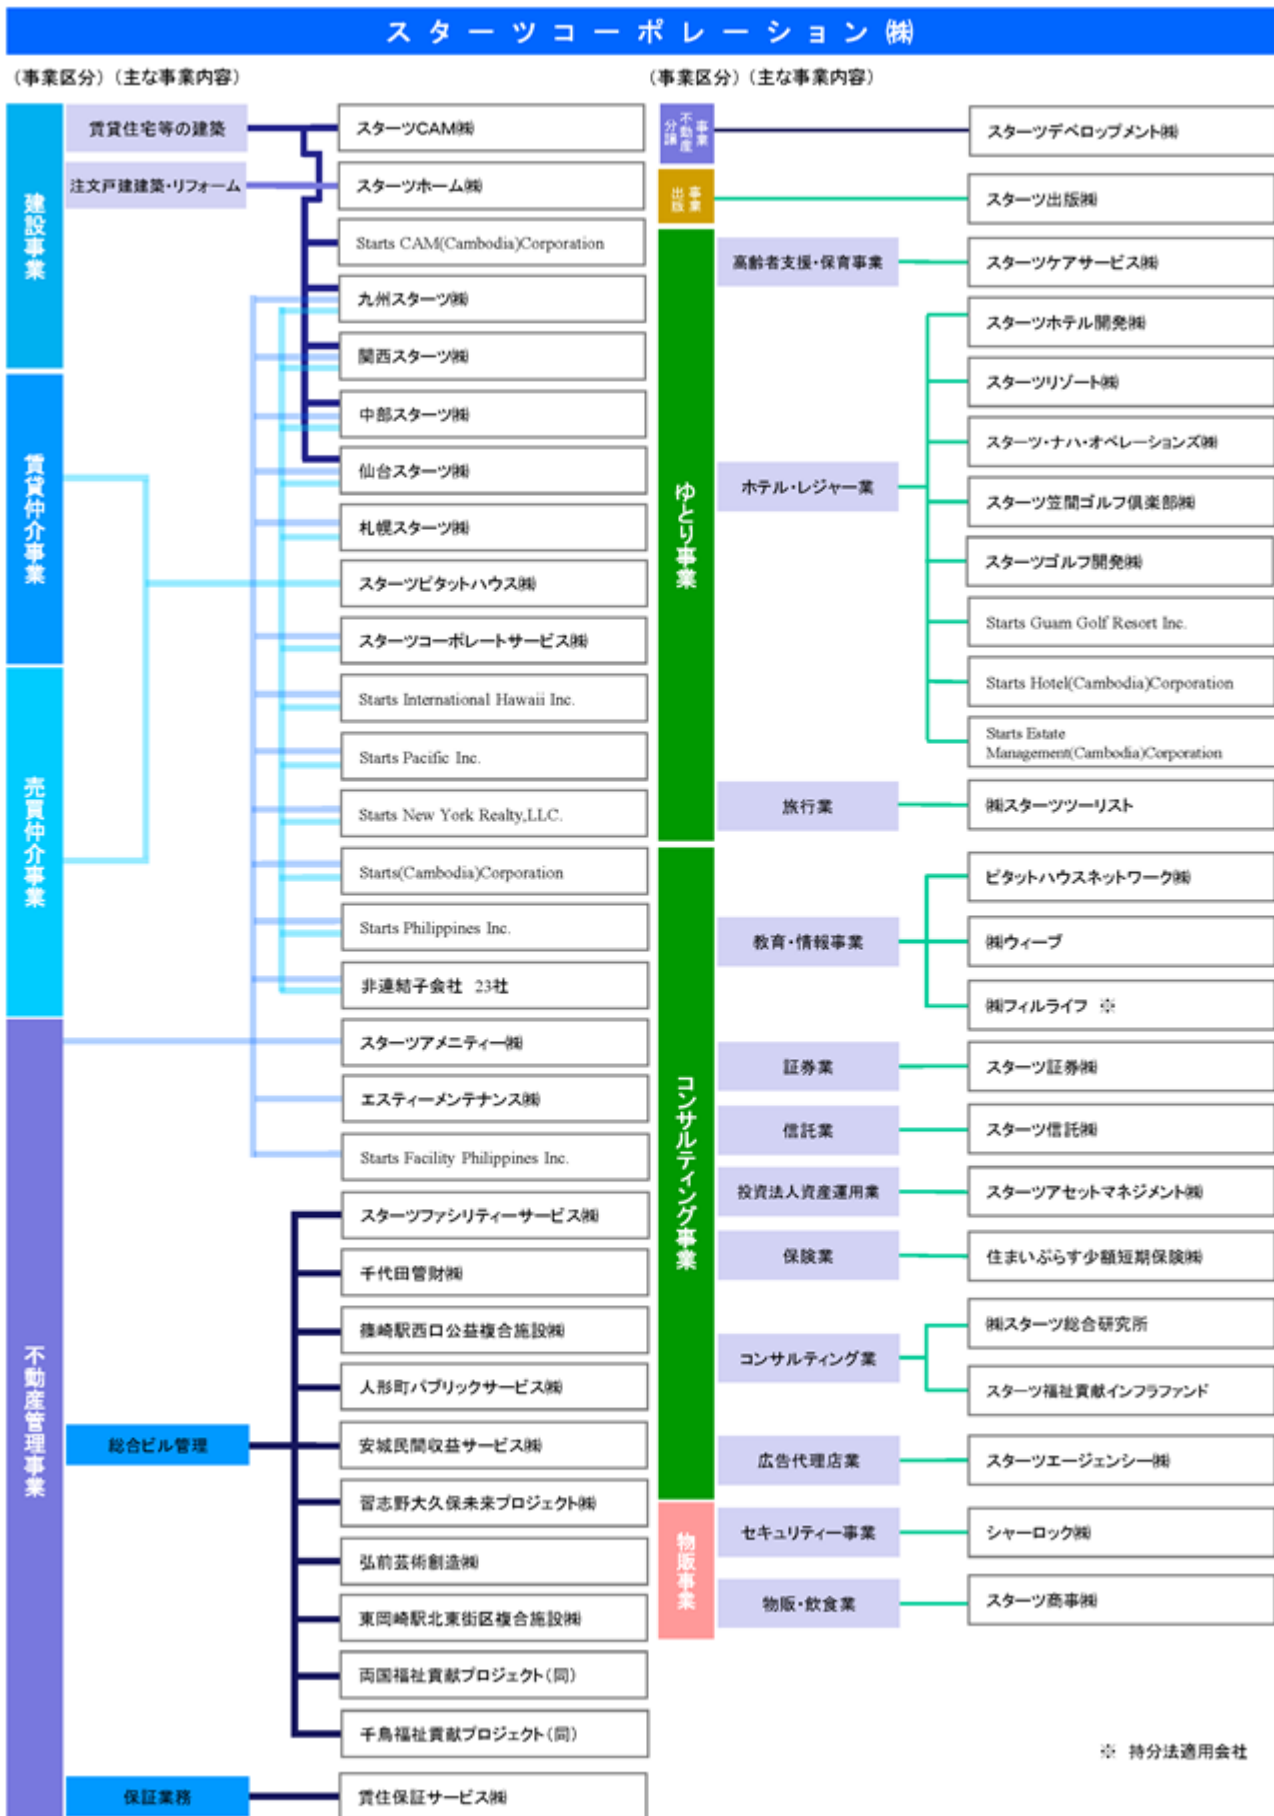 スターツコーポレーション㈱
(事業区分)(主な事業内容)
建設事業
賃貸住宅等の建築
注文戸建建築・リフォーム
賃貸仲介事業
売買仲介事業
不動産管理事業
総合ビル管理
保証業務
スターツCAM㈱
スターツホーム㈱
Starts CAM(Cambodia)Corporation
九州スターツ㈱
関西スターツ㈱
中部スターツ㈱
仙台スターツ㈱
札幌スターツ㈱
スターツピタットハウス㈱
スターツコーポレートサービス㈱
Starts International Hawaii Inc.
Starts Pacific Inc.
Starts New York Realty,LLC.
Starts(Cambodia)Corporation
Starts Philippines Inc.
非連結子会社 23社
スターツアメニティー㈱
エスティーメンテナンス㈱
Starts Facility Philippines Inc.
スターツファシリティーサービス㈱
千代田管財㈱
篠崎駅西口公益複合施設㈱
人形町パブリックサービス㈱
安城民間収益サービス㈱
習志野大久保未来プロジェクト㈱
弘前芸術創造㈱
東岡崎駅北東街区複合施設㈱
両国福祉貢献プロジェクト(同)
千鳥福祉貢献プロジェクト(同)
賃住保証サービス㈱
(事業区分)(主な事業内容)
不動産分譲事業
スターツデベロップメント㈱
出版事業
スターツ出版㈱
ゆとり事業
高齢者支援・保育事業
スターツケアサービス㈱
ホテル・レジャー業
スターツホテル開発㈱
スターツリゾート㈱
スターツ・ナハ・オペレーションズ㈱
スターツ笠間ゴルフ倶楽部㈱
スターツゴルフ開発㈱
Starts Guam Golf Resort Inc.
Starts Hotel(Cambodia)Corporation
Starts Estate
Management(Cambodia)Corporation
旅行業
㈱スターツツーリスト
コンサルティング事業
教育・情報事業
ピタットハウスネットワーク㈱
㈱ウィーブ
㈱フィルライフ ※
証券業
スターツ証券㈱
信託業
スターツ信託㈱
投資法人資産運用業
スターツアセットマネジメント㈱
保険業
住まいぷらす少額短期保険㈱
コンサルティング業
㈱スターツ総合研究所
スターツ福祉貢献インフラファンド
広告代理店業
スターツエージェンシー㈱
物販事業
セキュリティー事業
シャーロック㈱
物販・飲食業
スターツ商事㈱
※ 持分法適用会社